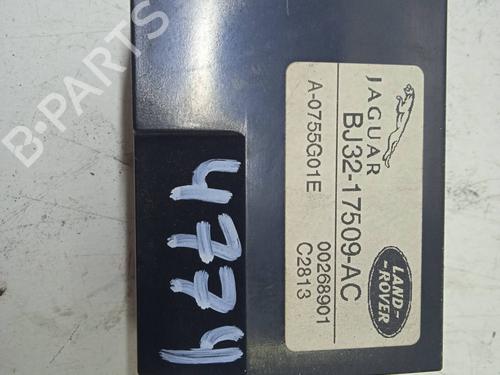 JAGUAR
BJ32-17509-AC
LAND-
-ROVER
A-0755G01E
00268901
C2813
4774
B-PARTS